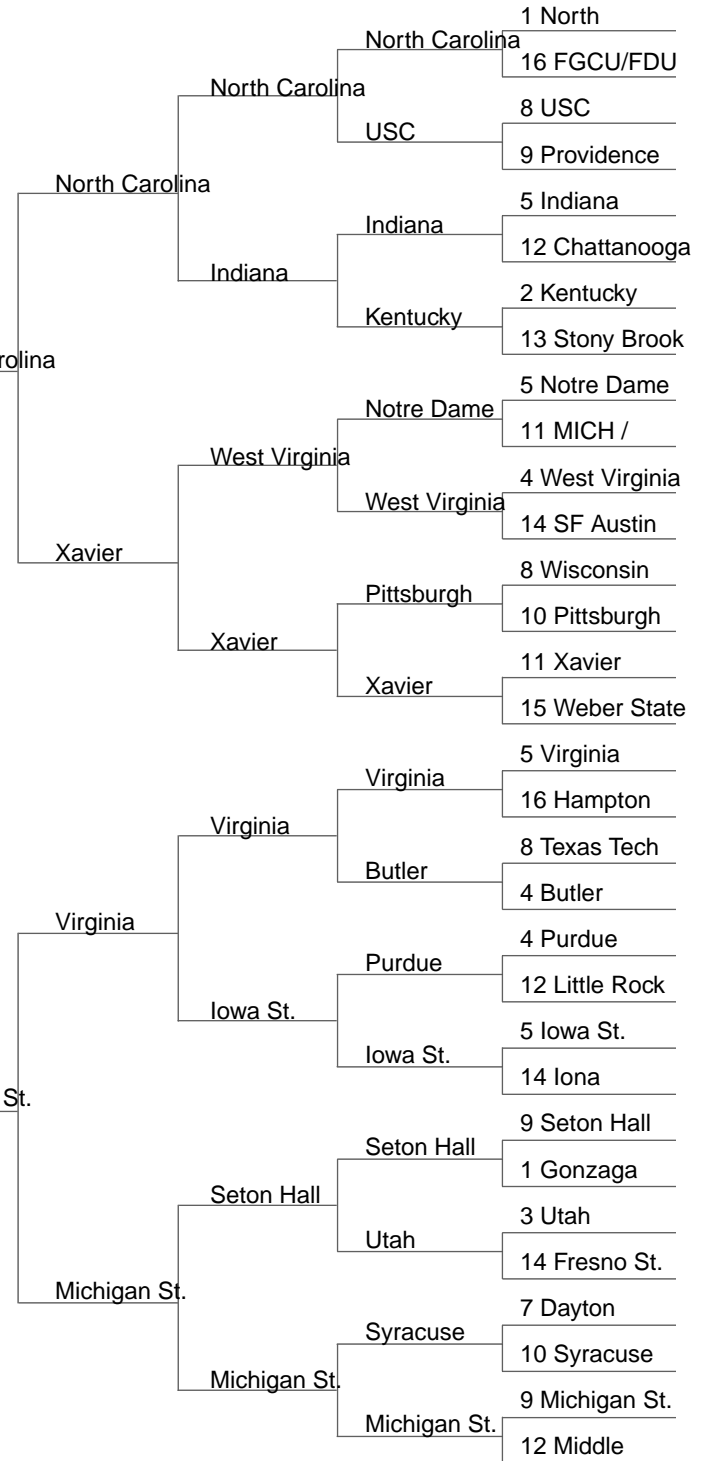 1 North
North Carolina
16 FGCU/FDU
North Carolina
8 USC
USC
9 Providence
North Carolina
5 Indiana
Indiana
12 Chattanooga
Indiana
2 Kentucky
Kentucky
13 Stony Brook
rolina
5 Notre Dame
Notre Dame
11 MICH /
West Virginia
4 West Virginia
West Virginia
14 SF Austin
Xavier
8 Wisconsin
Pittsburgh
10 Pittsburgh
Xavier
11 Xavier
Xavier
15 Weber State
5 Virginia
Virginia
16 Hampton
Virginia
8 Texas Tech
Butler
4 Butler
Virginia
4 Purdue
Purdue
12 Little Rock
Iowa St.
5 Iowa St.
Iowa St.
14 Iona
St.
9 Seton Hall
Seton Hall
1 Gonzaga
Seton Hall
3 Utah
Utah
14 Fresno St.
Michigan St.
7 Dayton
Syracuse
10 Syracuse
Michigan St.
9 Michigan St.
Michigan St.
12 Middle